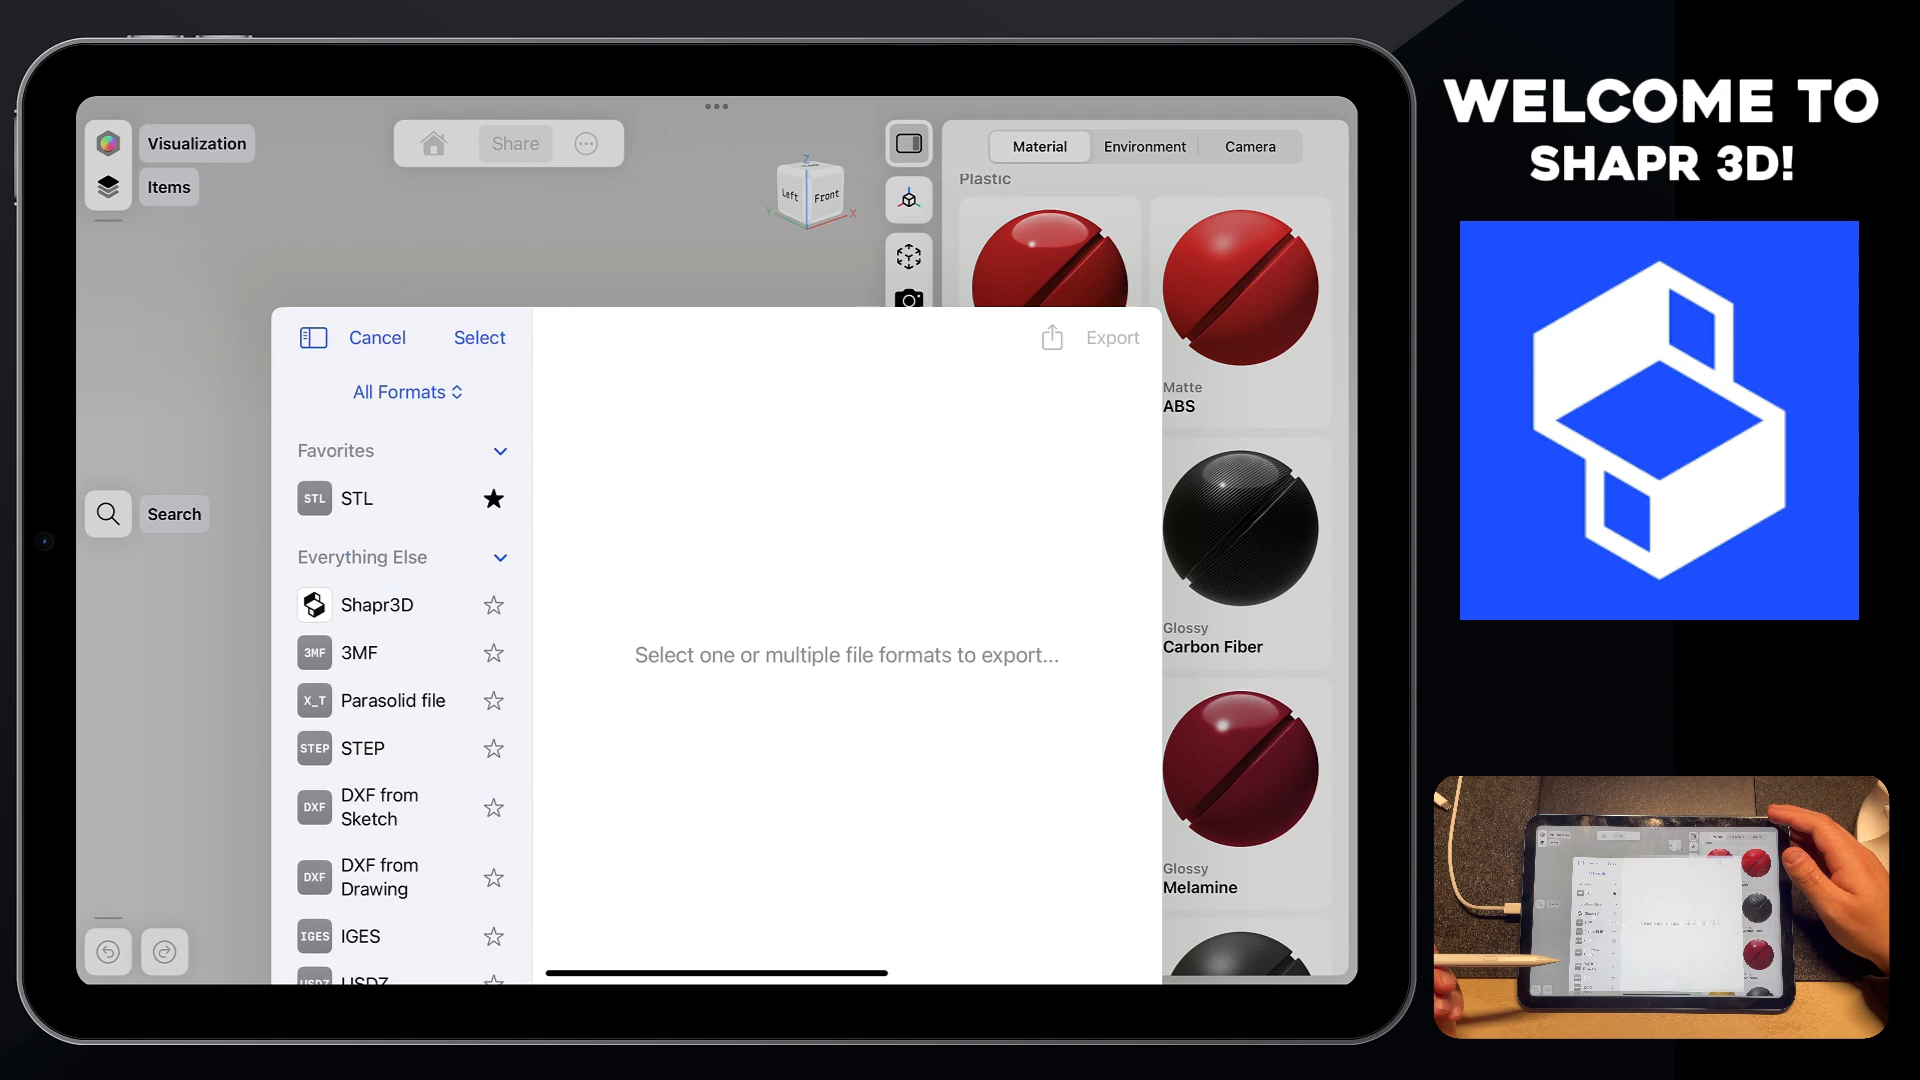 WELCOME TO
SHAPR 3D!
Visualization
Items
Share
Z
Left
Front
Y
X
Material
Environment
Camera
Plastic
Matte
ABS
Glossy
Carbon Fiber
Glossy
Melamine
Search
Cancel
Select
Export
All Formats
Favorites
STL
STL
Everything Else
Shapr3D
3MF
3MF
X_T
Parasolid file
STEP
STEP
DXF
DXF from
Sketch
DXF
DXF from
Drawing
IGES
IGES
USDZ
USDZ
Select one or multiple file formats to export...